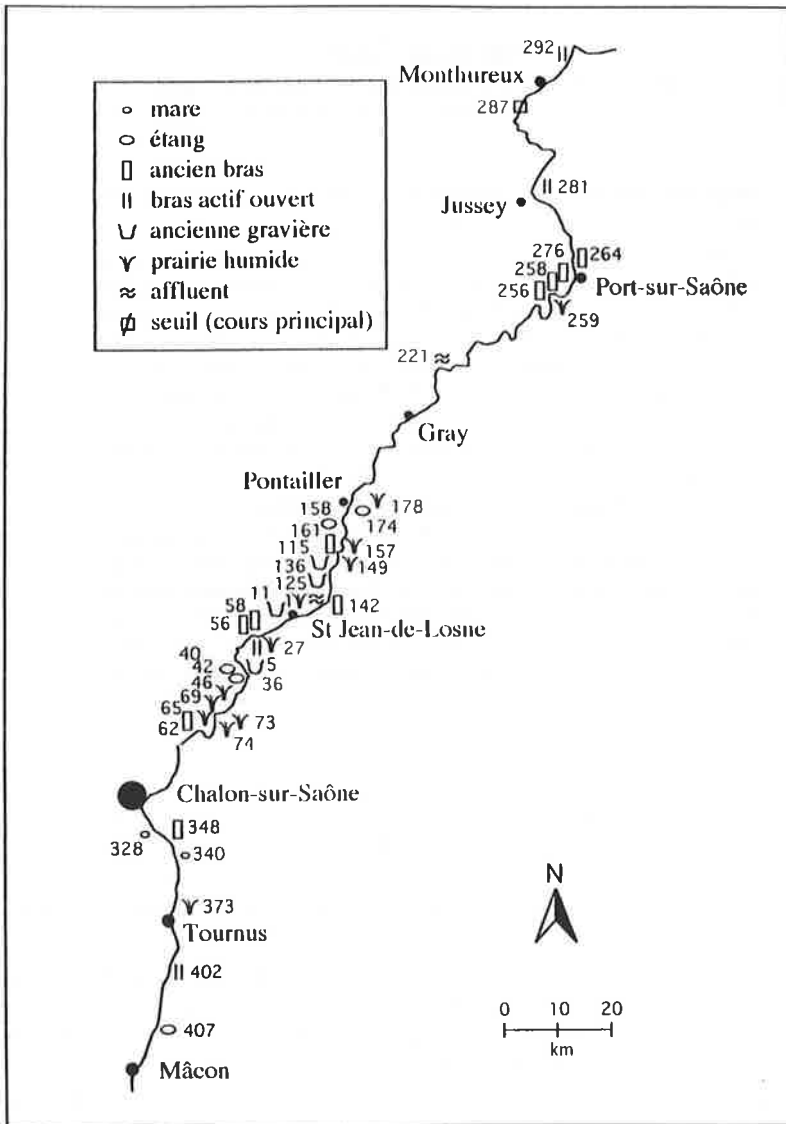 292
Monthureux
287
mare
étang
ancien bras
bras actif ouvert
ancienne gravière
prairie humide
affluent
seuil (cours principal)
281
Jussey
276
264
258
256
Port-sur-Saône
259
221
Gray
Pontailler
158
178
174
161
115
157
136
149
125
11
142
58
56
St Jean-de-Losne
27
40
42
5
46
36
69
65
62
73
74
Chalon-sur-Saône
348
328
340
N
373
Tournus
402
0 10 20
km
407
Mâcon